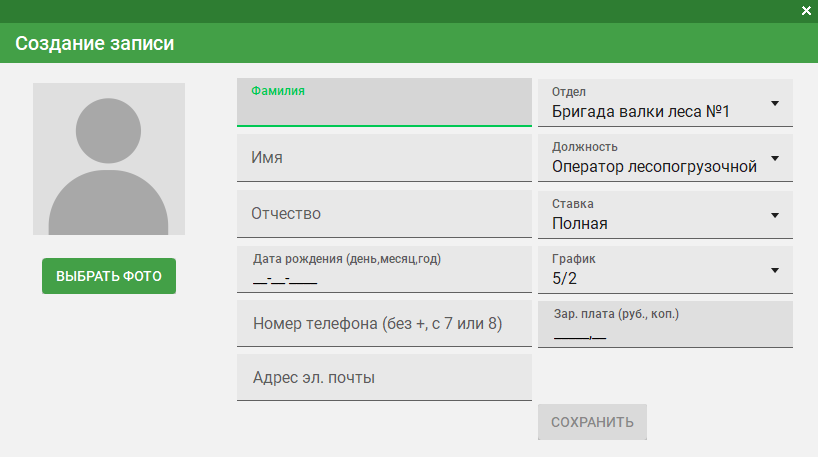 Создание записи
ВЫБРАТЬ ФОТО
Фамилия
Имя
Отчество
Дата рождения (день,месяц,год)
__-__-____
Номер телефона (без +, с 7 или 8)
Адрес эл. почты
Отдел
Бригада валки леса №1
Должность
Оператор лесопогрузочной
Ставка
Полная
График
5/2
Зар. плата (руб., коп.)
_____,__
СОХРАНИТЬ